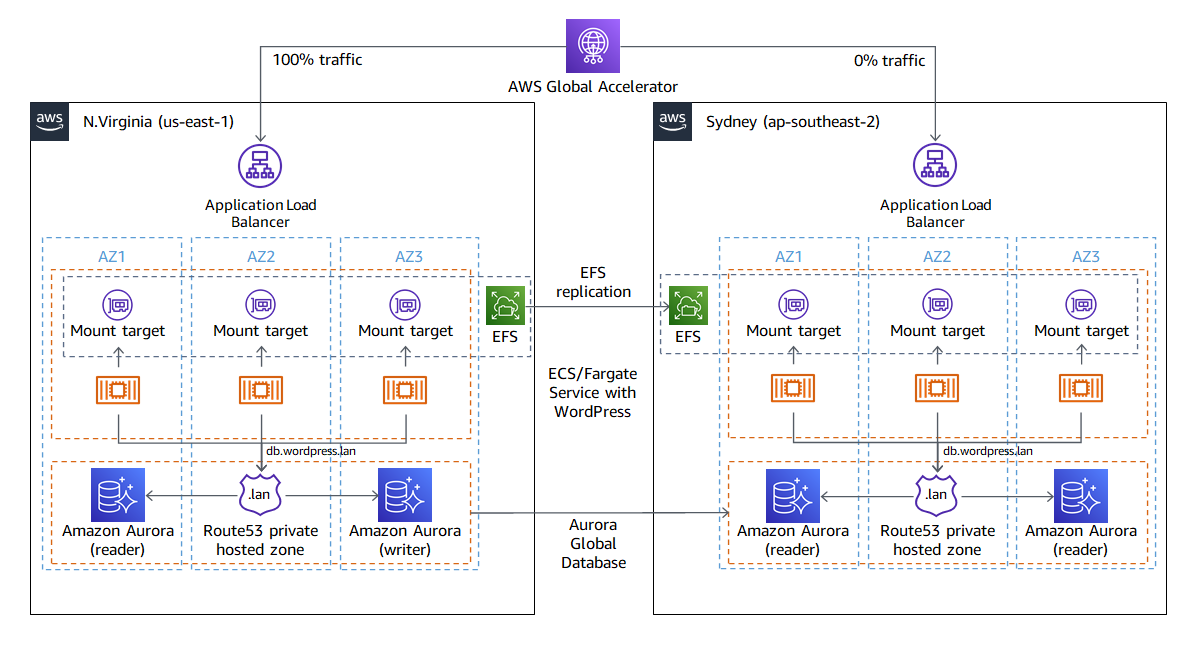 100% traffic
0% traffic
AWS Global Accelerator
aws
N.Virginia (us-east-1)
aws
Sydney (ap-southeast-2)
Application Load
Balancer
Application Load
Balancer
AZ1
AZ2
AZ3
AZ1
AZ2
AZ3
EFS
replication
Mount target
Mount target
Mount target
EFS
EFS
Mount target
Mount target
Mount target
ECS/Fargate
Service with
WordPress
db.wordpress.lan
db.wordpress.lan
.lan
.lan
Amazon Aurora
(reader)
Route53 private
hosted zone
Amazon Aurora
(writer)
Aurora
Global
Database
Amazon Aurora
(reader)
Route53 private
hosted zone
Amazon Aurora
(reader)